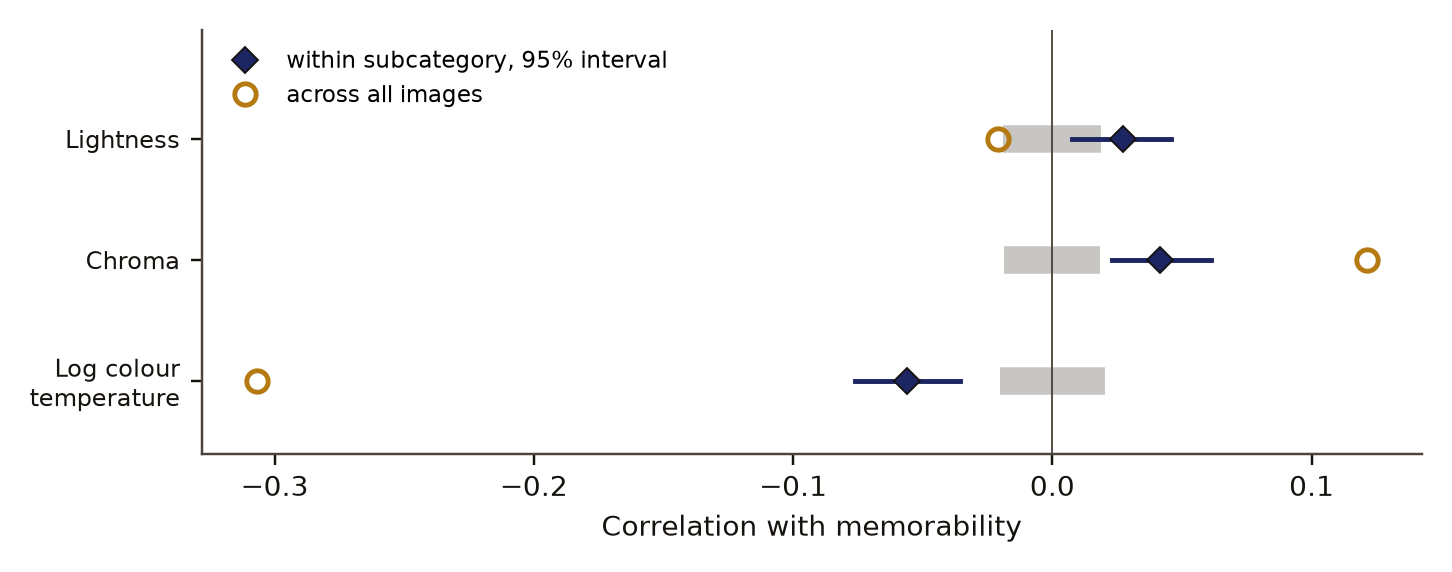 within subcategory, 95% interval
across all images
Lightness
Chroma
Log colour
temperature
−0.3
−0.2
−0.1
0.0
0.1
Correlation with memorability